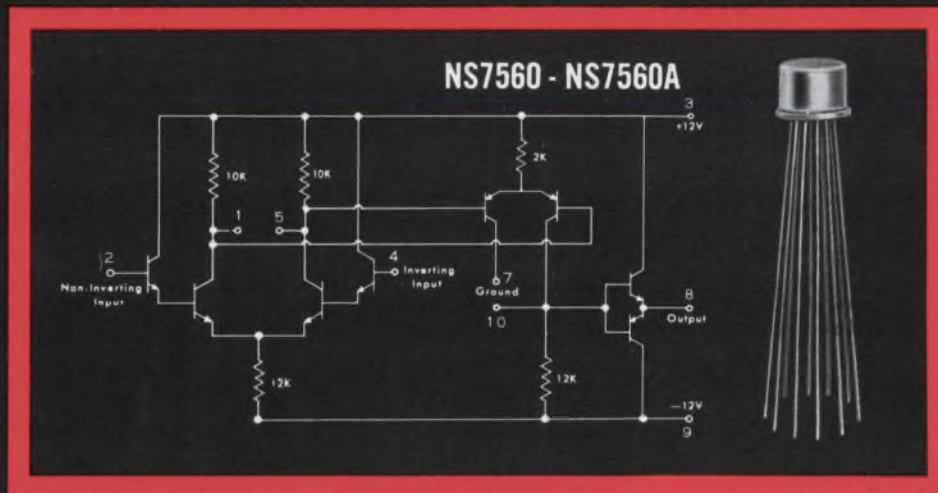 NS7560 - NS7560A
3
+12V
2K
10K
10K
1
5
2
Non-Inverting
Input
4
Inverting
Input
7
Ground
10
8
Output
12K
12K
-12V
9